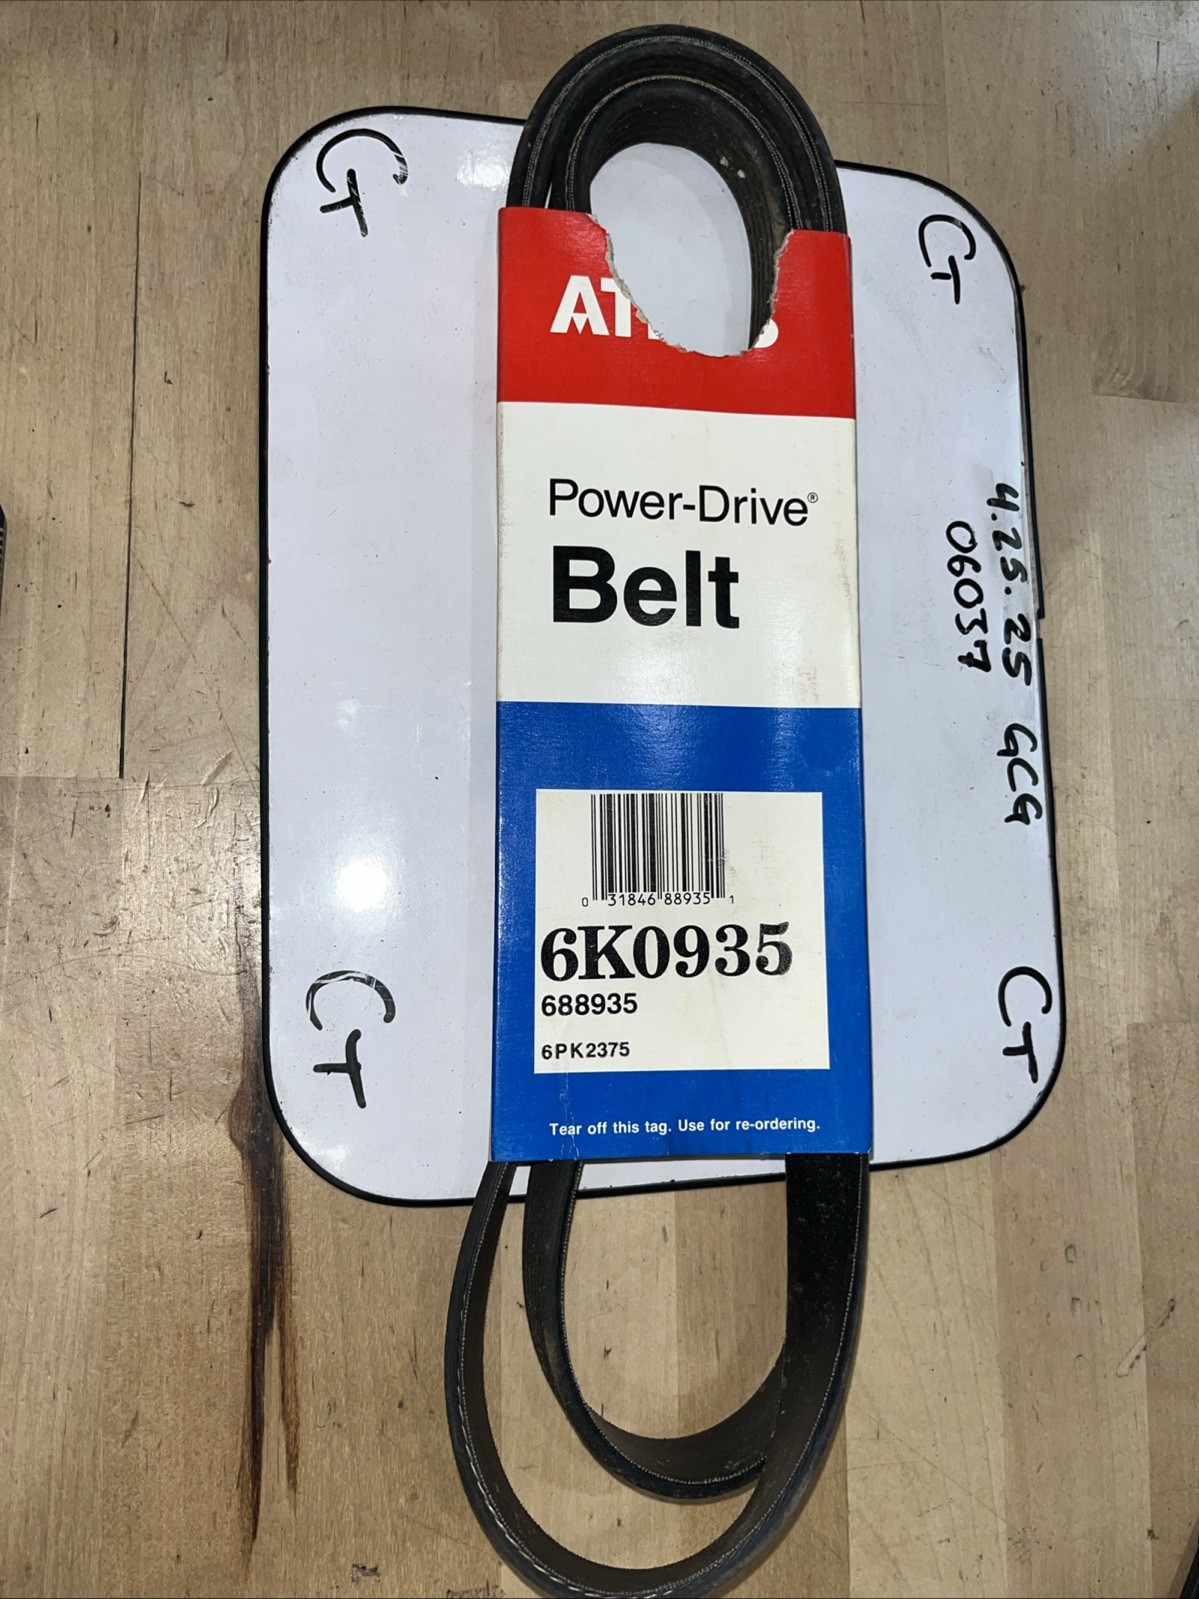 CT
CT
Power-Drive®
Belt
4.25.25 GCG
06037
0 31846 88935 1
6K0935
688935
6PK2375
CT
CT
Tear off this tag. Use for re-ordering.